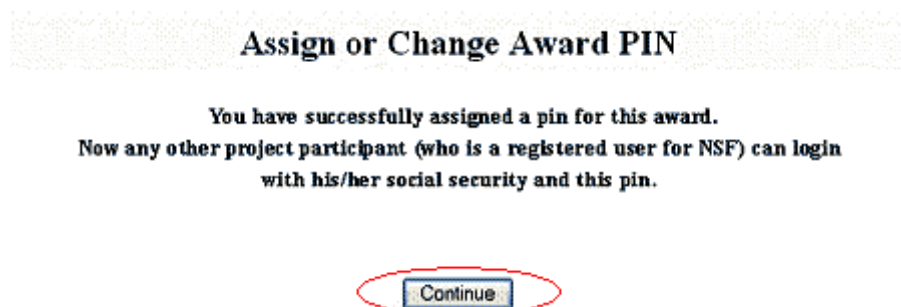 Assign or Change Award PIN
You have successfully assigned a pin for this award.
Now any other project participant (who is a registered user for NSF) can login
with his/her social security and this pin.
Continue